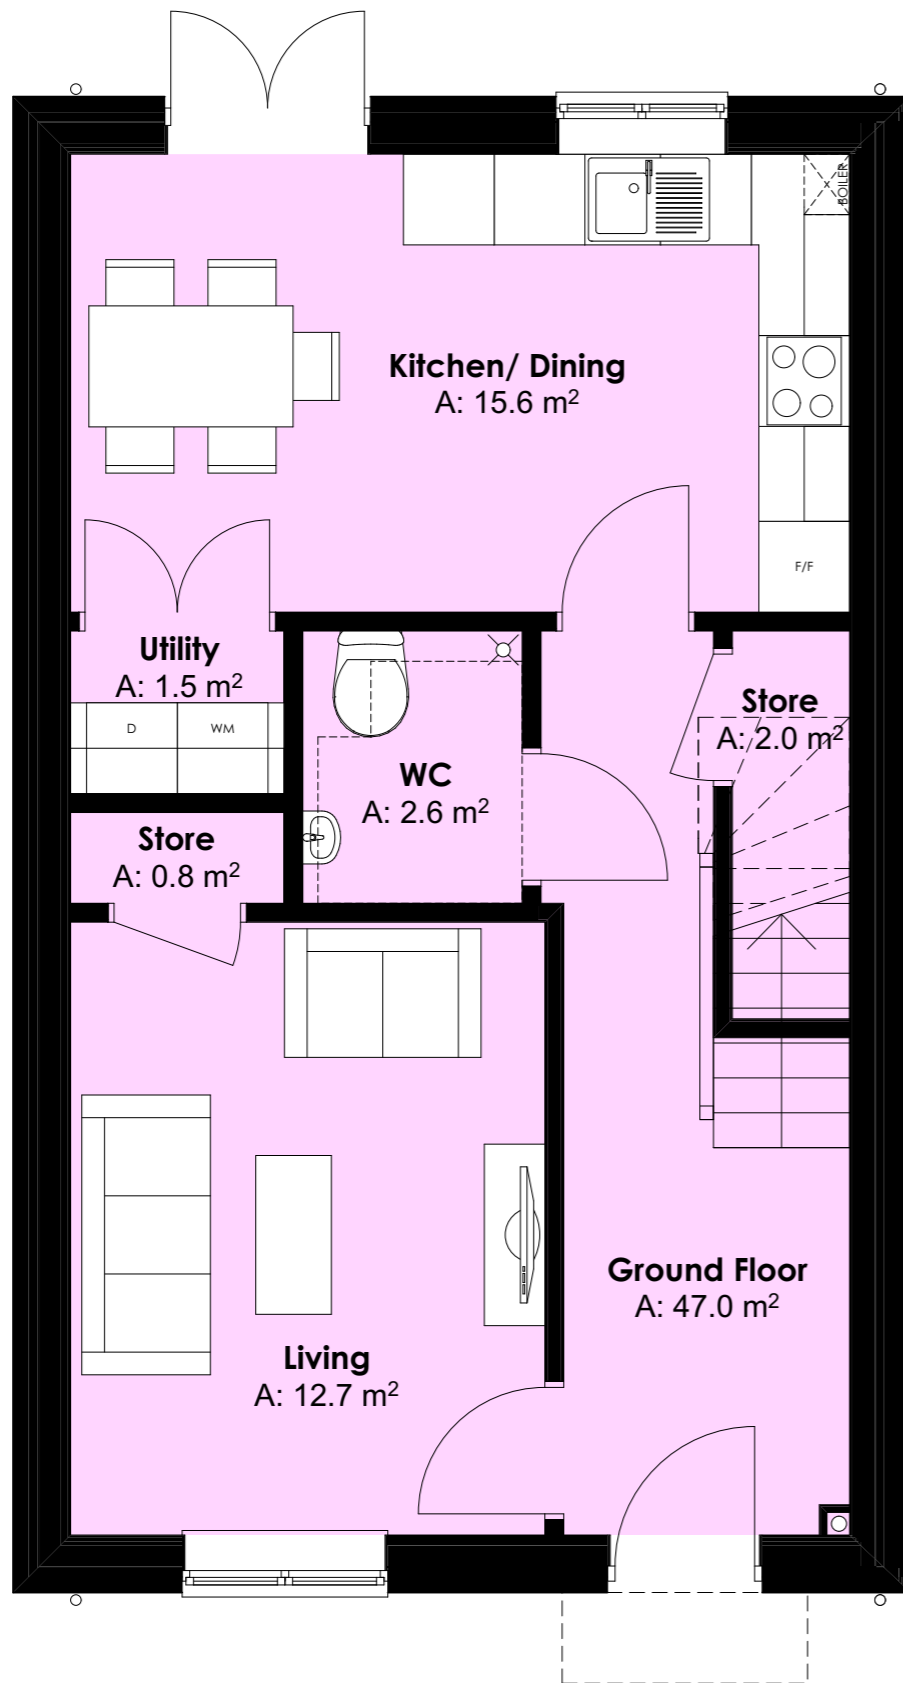 BOILER
Kitchen/ Dining
A: 15.6 m²
F/F
Utility
A: 1.5 m²
D
WM
Store
A: 2.0 m²
WC
A: 2.6 m²
Store
A: 0.8 m²
Ground Floor
A: 47.0 m²
Living
A: 12.7 m²